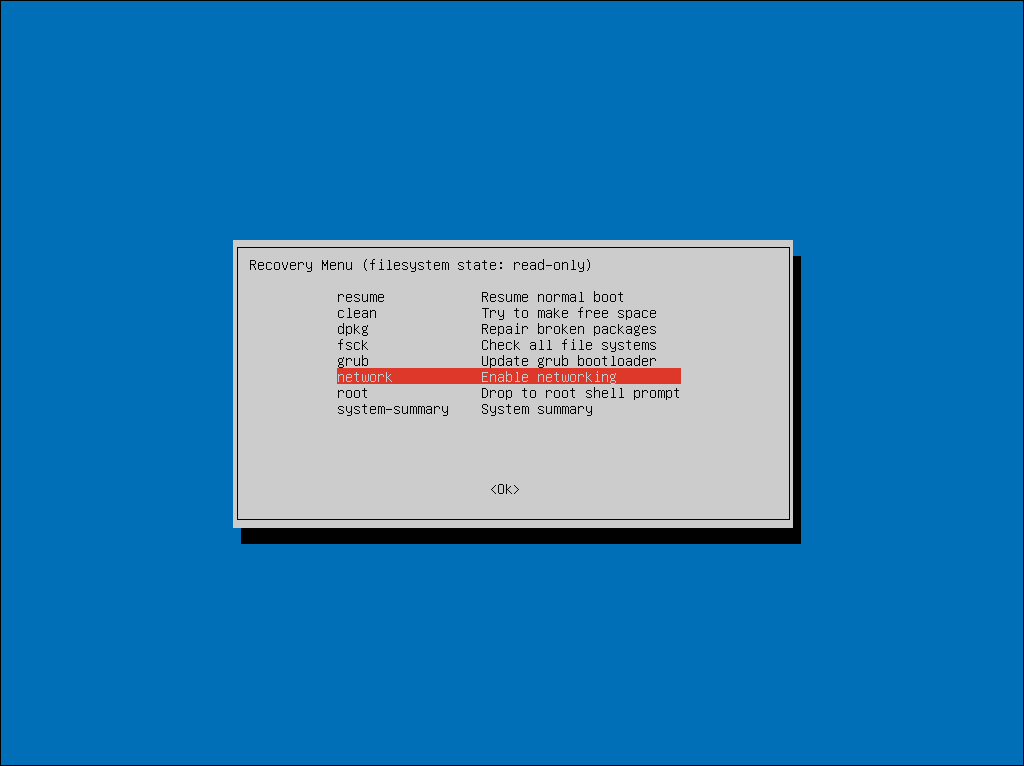 Recovery Menu (filesystem state: read-only)
resume Resume normal boot
clean Try to make free space
dpkg Repair broken packages
fsck Check all file systems
grub Update grub bootloader
network Enable networking
root Drop to root shell prompt
system-summary System summary
<Ok>